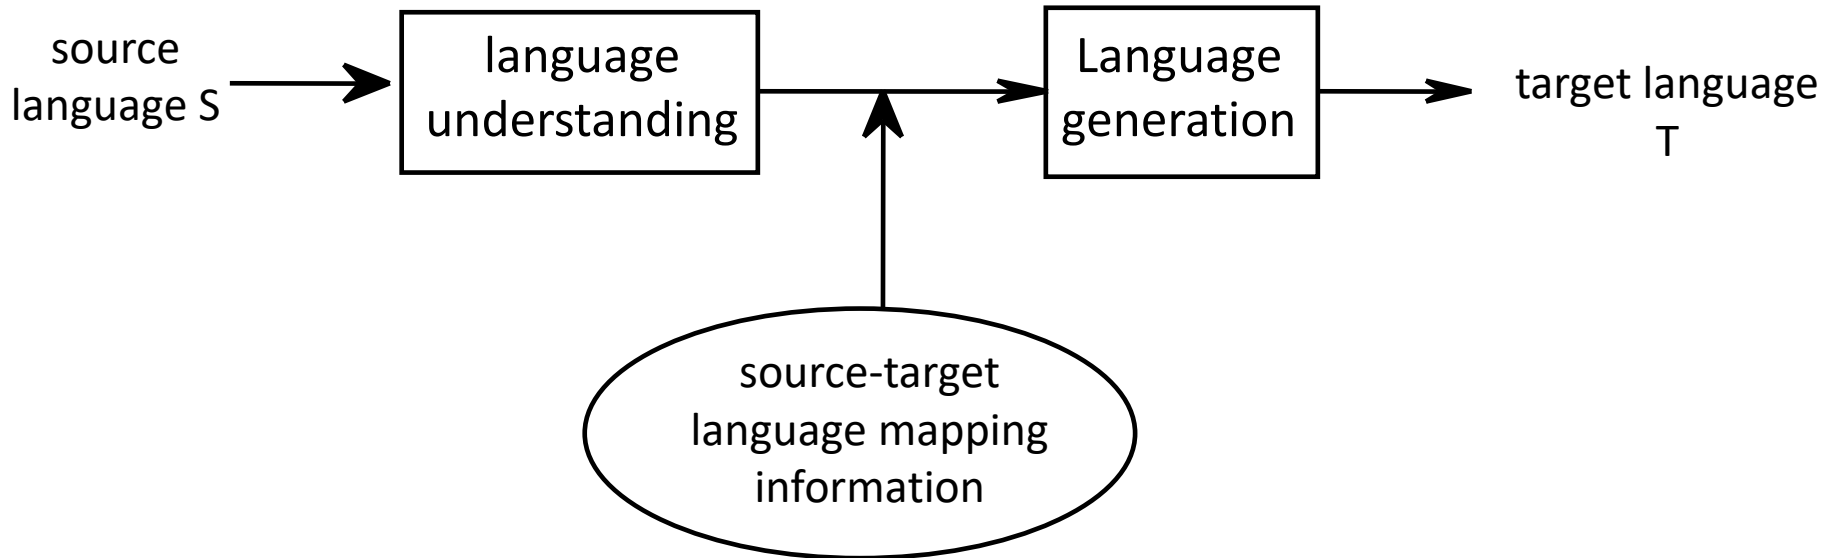 source
language S
language
understanding
Language
generation
target language
T
source-target
language mapping
information